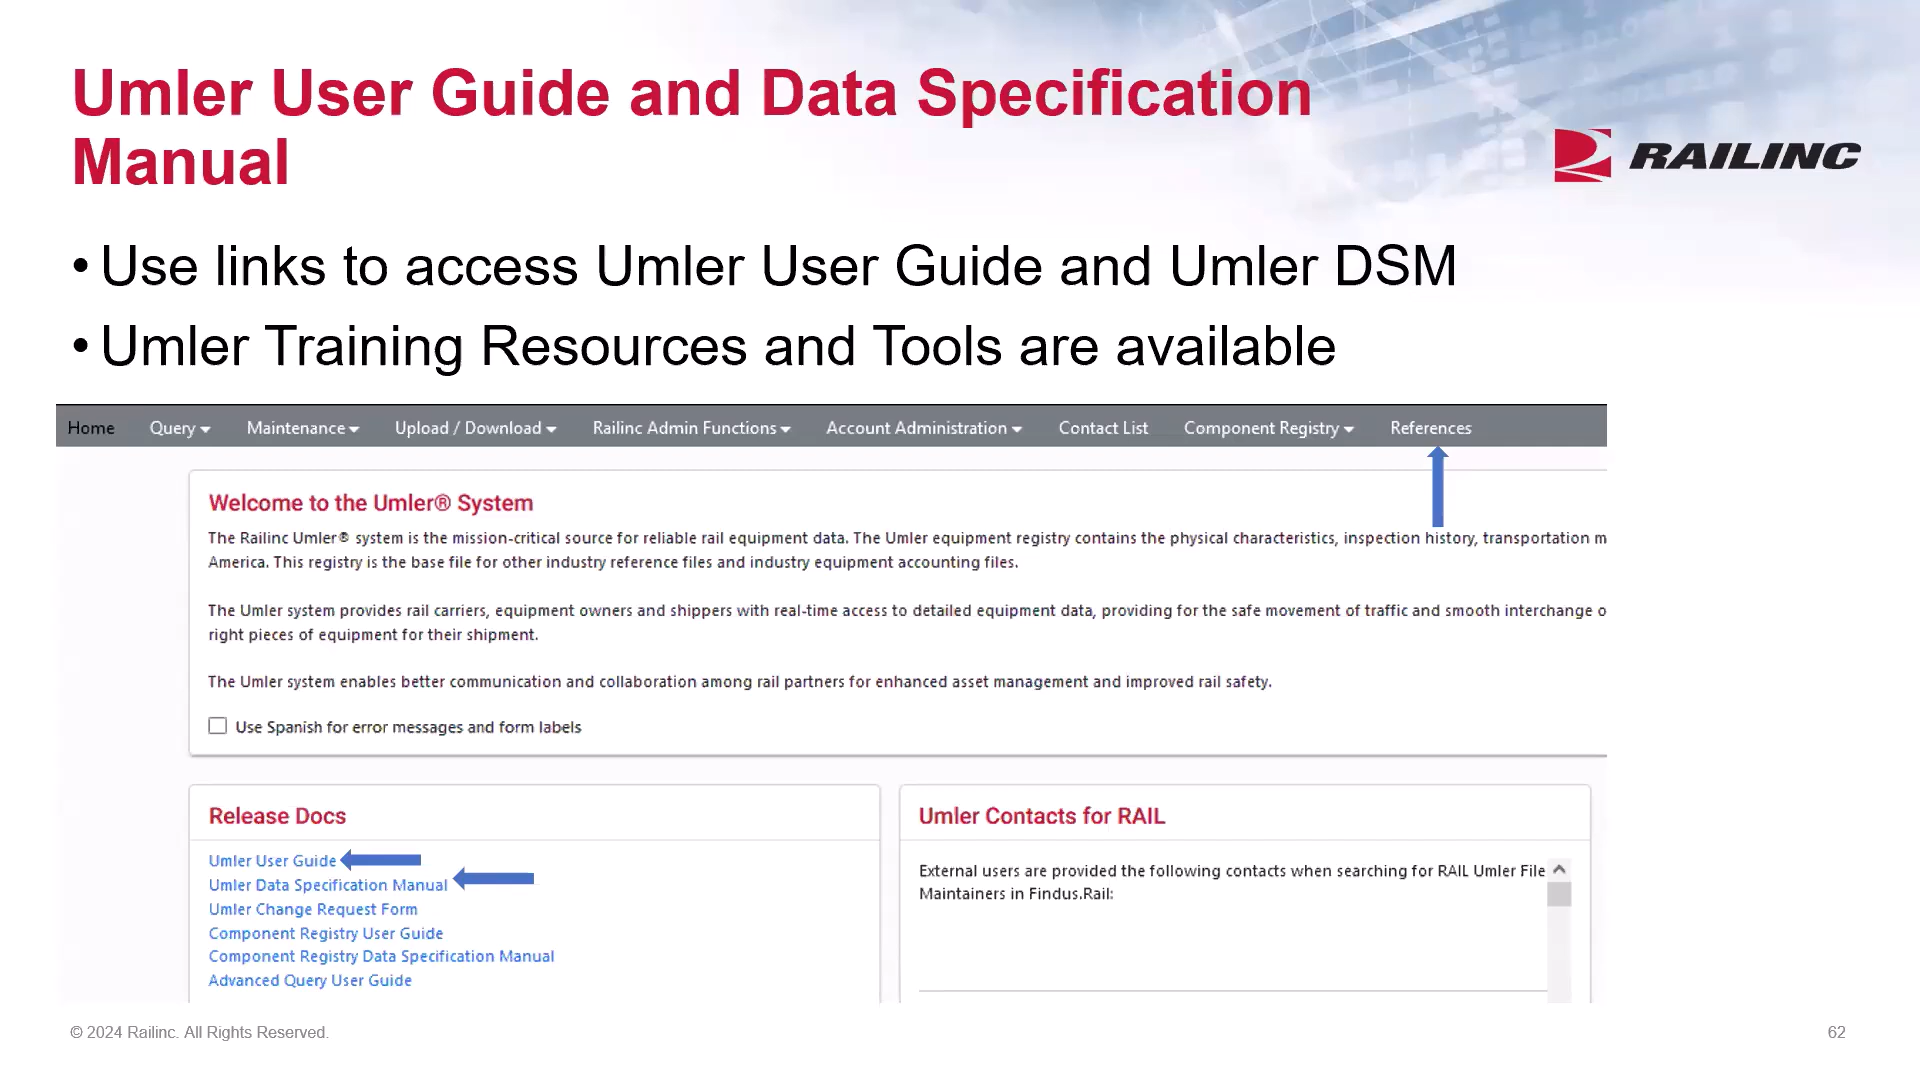 Umler User Guide and Data Specification
Manual
RAILINC
• Use links to access Umler User Guide and Umler DSM
• Umler Training Resources and Tools are available
Home Query Maintenance Upload / Download Railinc Admin Functions Account Administration Contact List Component Registry References
Welcome to the Umler® System
The Railinc Umler® system is the mission-critical source for reliable rail equipment data. The Umler equipment registry contains the physical characteristics, inspection history, transportation m
America. This registry is the base file for other industry reference files and industry equipment accounting files.
The Umler system provides rail carriers, equipment owners and shippers with real-time access to detailed equipment data, providing for the safe movement of traffic and smooth interchange o
right pieces of equipment for their shipment.
The Umler system enables better communication and collaboration among rail partners for enhanced asset management and improved rail safety.
Use Spanish for error messages and form labels
Release Docs
Umler User Guide
Umler Data Specification Manual
Umler Change Request Form
Component Registry User Guide
Component Registry Data Specification Manual
Advanced Query User Guide
Umler Contacts for RAIL
External users are provided the following contacts when searching for RAIL Umler File
Maintainers in Findus.Rail:
© 2024 Railinc. All Rights Reserved.
62